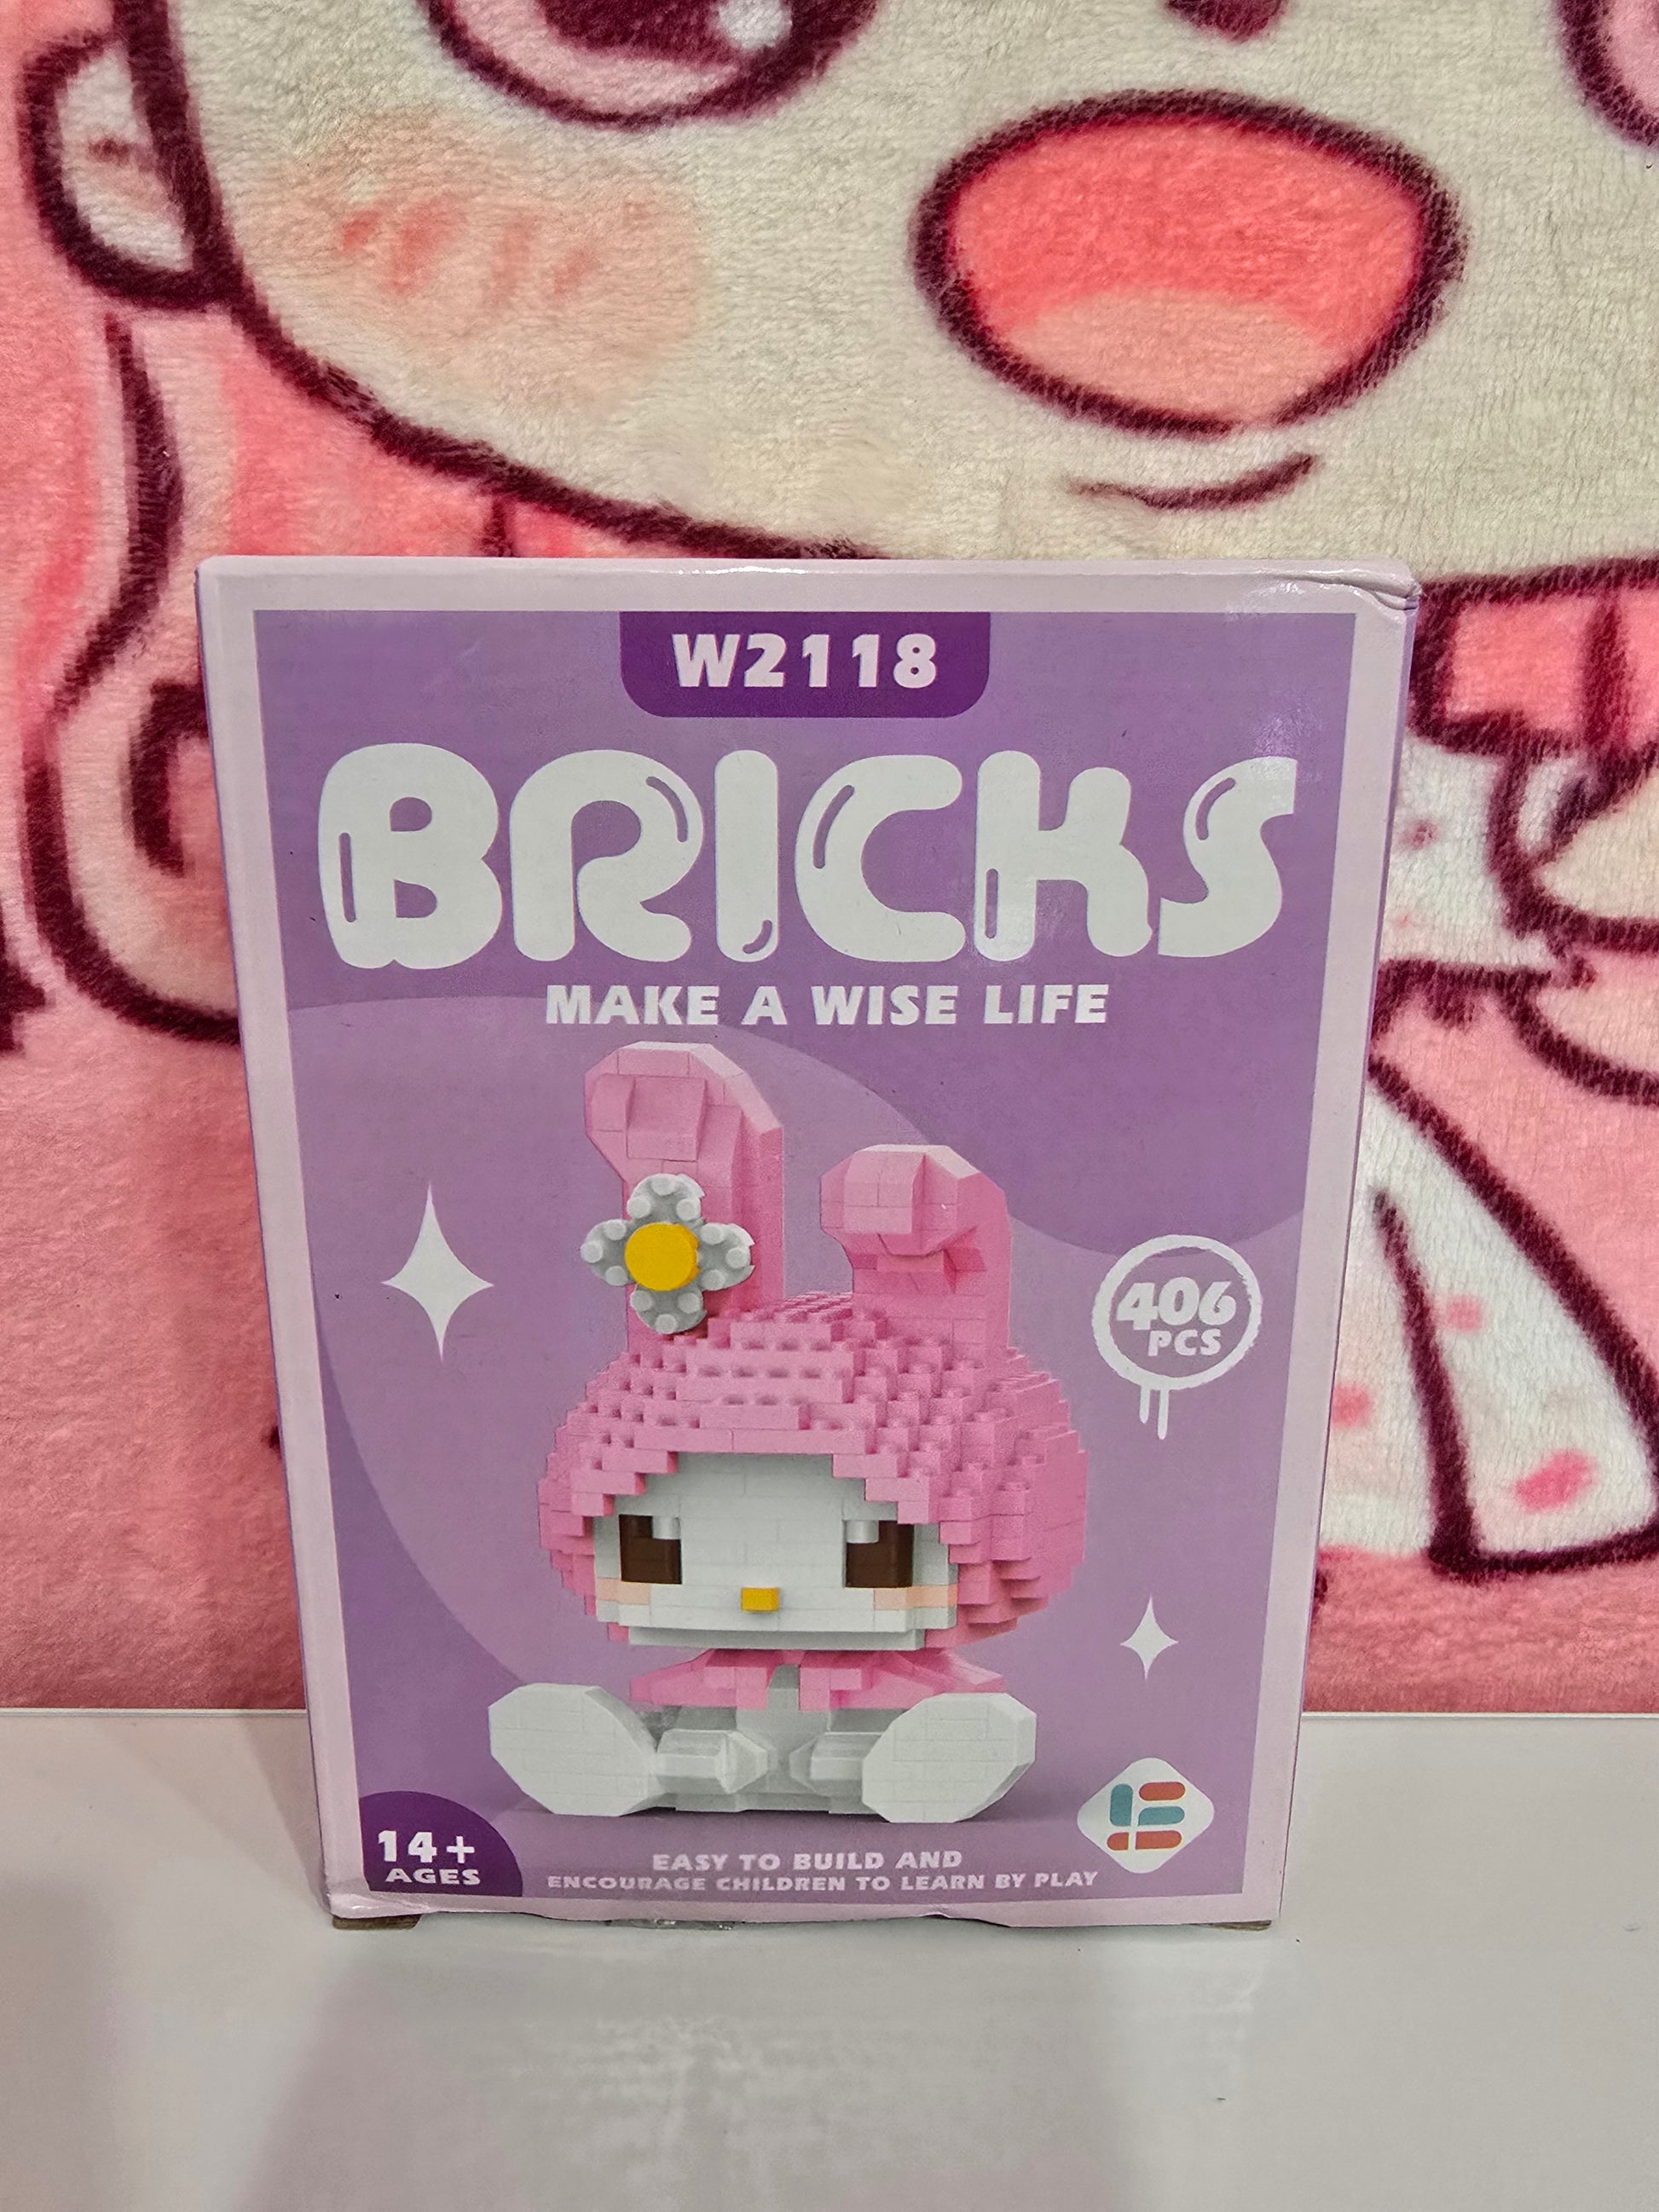 W2118
BRICKS
MAKE A WISE LIFE
406
PCS
14+
AGES
EASY TO BUILD AND
ENCOURAGE CHILDREN TO LEARN BY PLAY